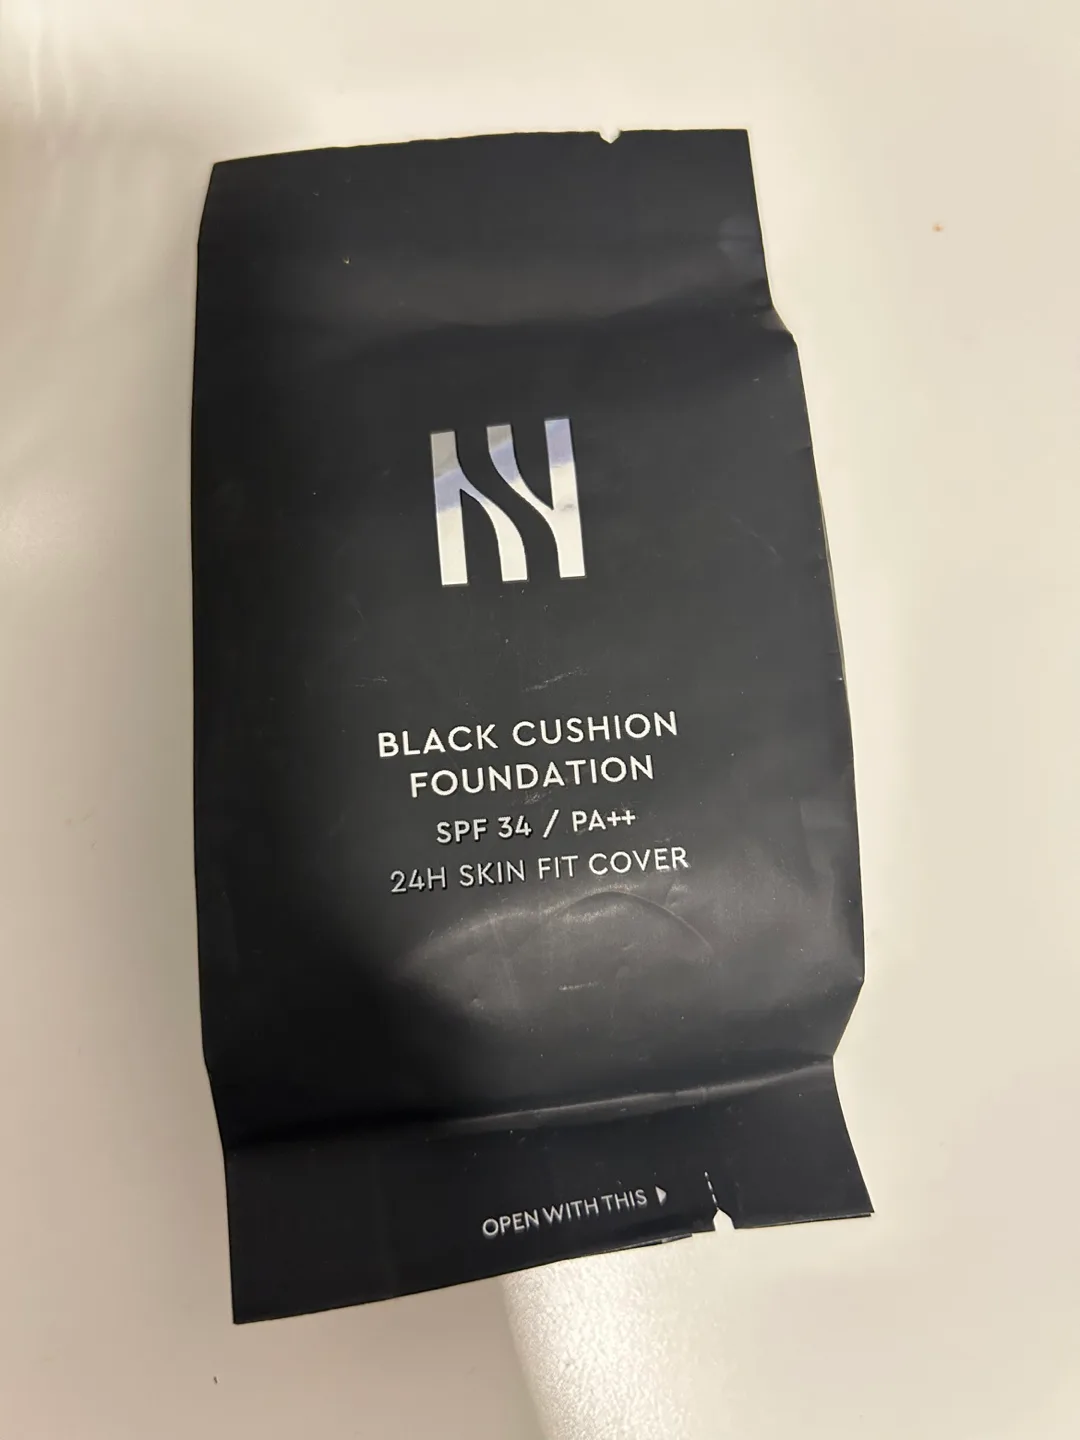 BLACK CUSHION
FOUNDATION
SPF 34 / PA++
24H SKIN FIT COVER
OPEN WITH THIS ▶